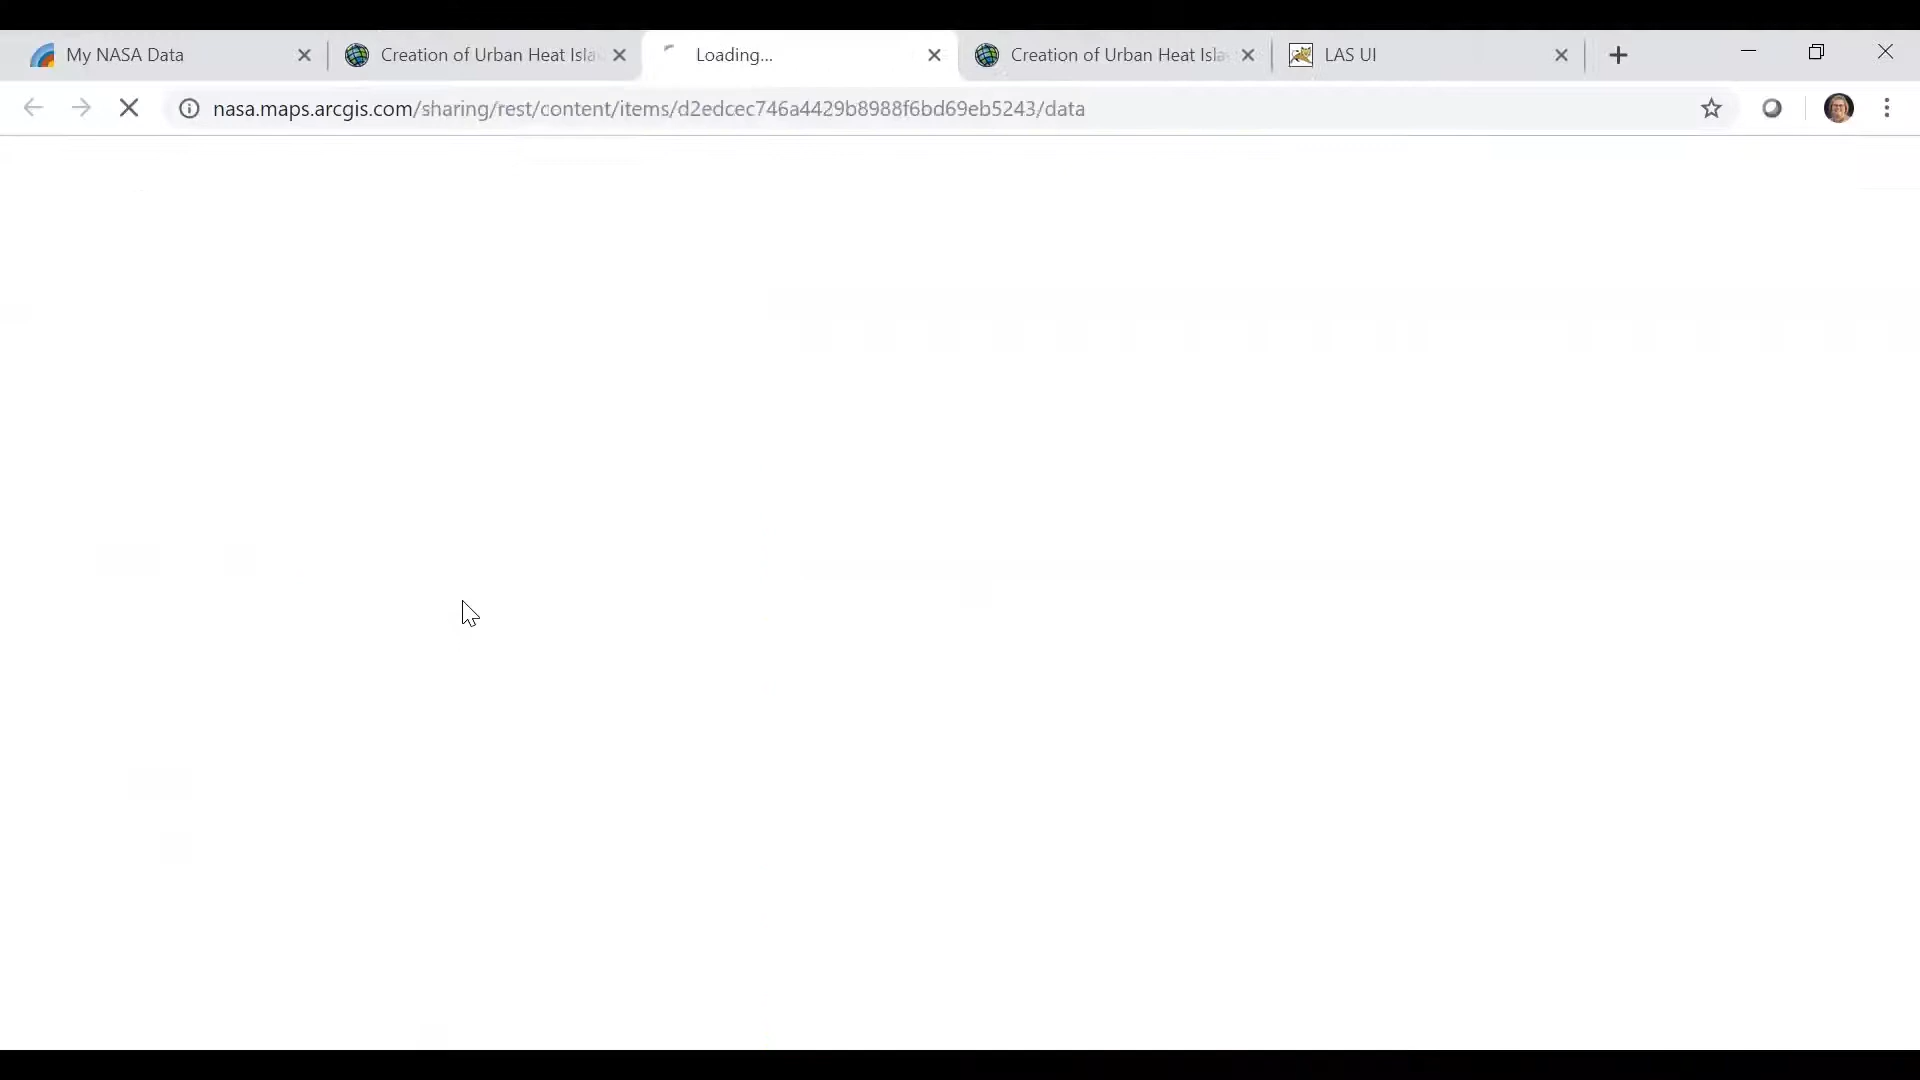 My NASA Data
Creation of Urban Heat Isla
Loading...
Creation of Urban Heat Isla
LAS UI
nasa.maps.arcgis.com/sharing/rest/content/items/d2edcec746a4429b8988f6bd69eb5243/data